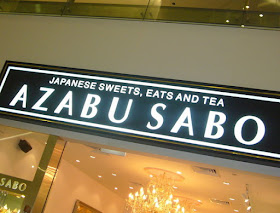 JAPANESE SWEETS, EATS AND TEA
AZABU SABO
SABO